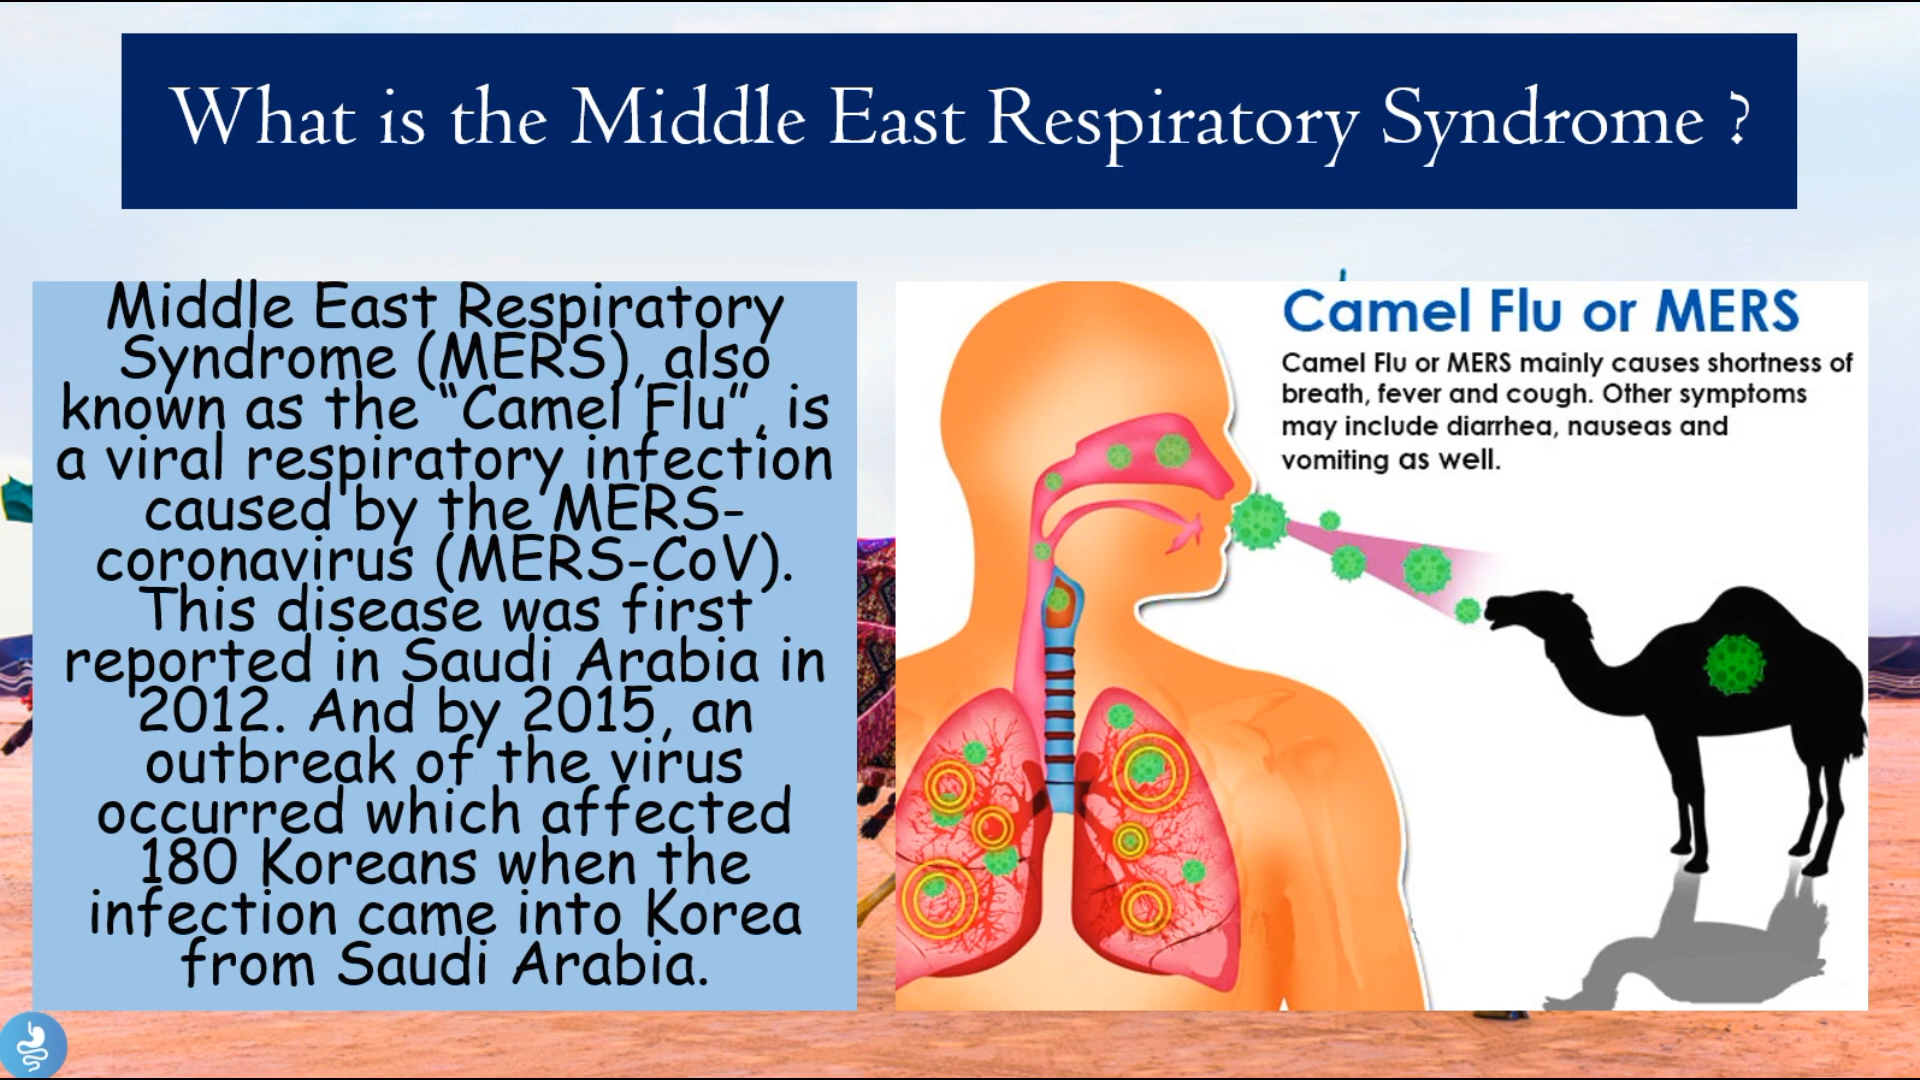 What is the Middle East Respiratory Syndrome ?
Middle East Respiratory
Syndrome (MERS), also
known as the “Camel Flu”, is
a viral respiratory infection
caused by the MERS-
coronavirus (MERS-CoV).
This disease was first
reported in Saudi Arabia in
2012. And by 2015, an
outbreak of the virus
occurred which affected
180 Koreans when the
infection came into Korea
from Saudi Arabia.
Camel Flu or MERS
Camel Flu or MERS mainly causes shortness of
breath, fever and cough. Other symptoms
may include diarrhea, nauseas and
vomiting as well.